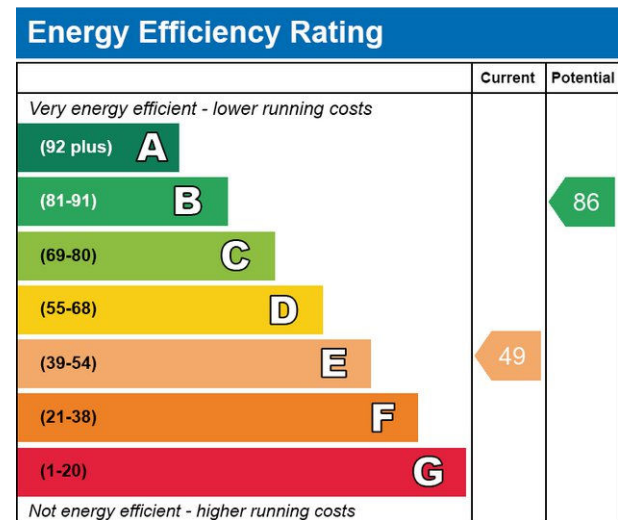 Energy Efficiency Rating
Current Potential
Very energy efficient - lower running costs
(92 plus) A
(81-91) B 86
(69-80) C
(55-68) D
(39-54) E 49
(21-38) F
(1-20) G
Not energy efficient - higher running costs